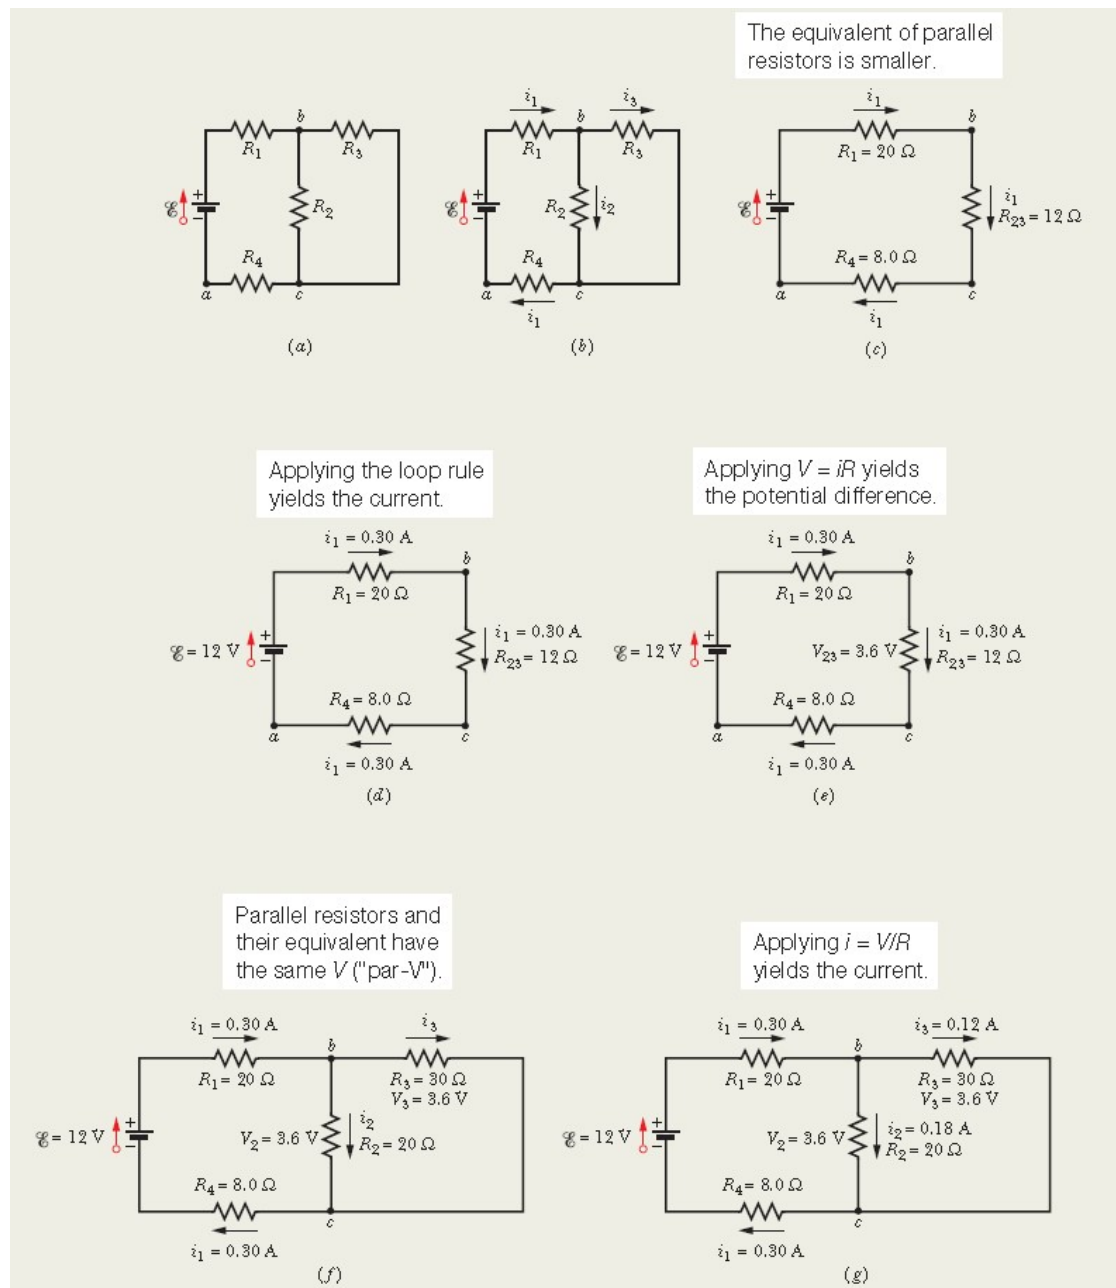 The equivalent of parallel
resistors is smaller.
i1
i3
i1
b
b
b
R1
R3
R1
R3
R1 = 20 Ω
ℰ
+
−
R2
ℰ
+
−
R2
i2
ℰ
+
−
i1
R23 = 12 Ω
R4
R4
R4 = 8.0 Ω
a
c
a
c
a
c
i1
i1
(a)
(b)
(c)
Applying the loop rule
yields the current.
Applying V = iR yields
the potential difference.
i1 = 0.30 A
b
i1 = 0.30 A
b
R1 = 20 Ω
R1 = 20 Ω
ℰ = 12 V
+
−
i1 = 0.30 A
R23 = 12 Ω
ℰ = 12 V
+
−
V23 = 3.6 V
i1 = 0.30 A
R23 = 12 Ω
R4 = 8.0 Ω
R4 = 8.0 Ω
a
c
a
c
i1 = 0.30 A
i1 = 0.30 A
(d)
(e)
Parallel resistors and
their equivalent have
the same V ("par-V").
Applying i = V/R
yields the current.
i1 = 0.30 A
i3
b
i1 = 0.30 A
i3 = 0.12 A
b
R1 = 20 Ω
R3 = 30 Ω
V3 = 3.6 V
R1 = 20 Ω
R3 = 30 Ω
V3 = 3.6 V
ℰ = 12 V
+
−
V2 = 3.6 V
i2
R2 = 20 Ω
ℰ = 12 V
+
−
V2 = 3.6 V
i2 = 0.18 A
R2 = 20 Ω
R4 = 8.0 Ω
c
R4 = 8.0 Ω
c
i1 = 0.30 A
i1 = 0.30 A
(f)
(g)